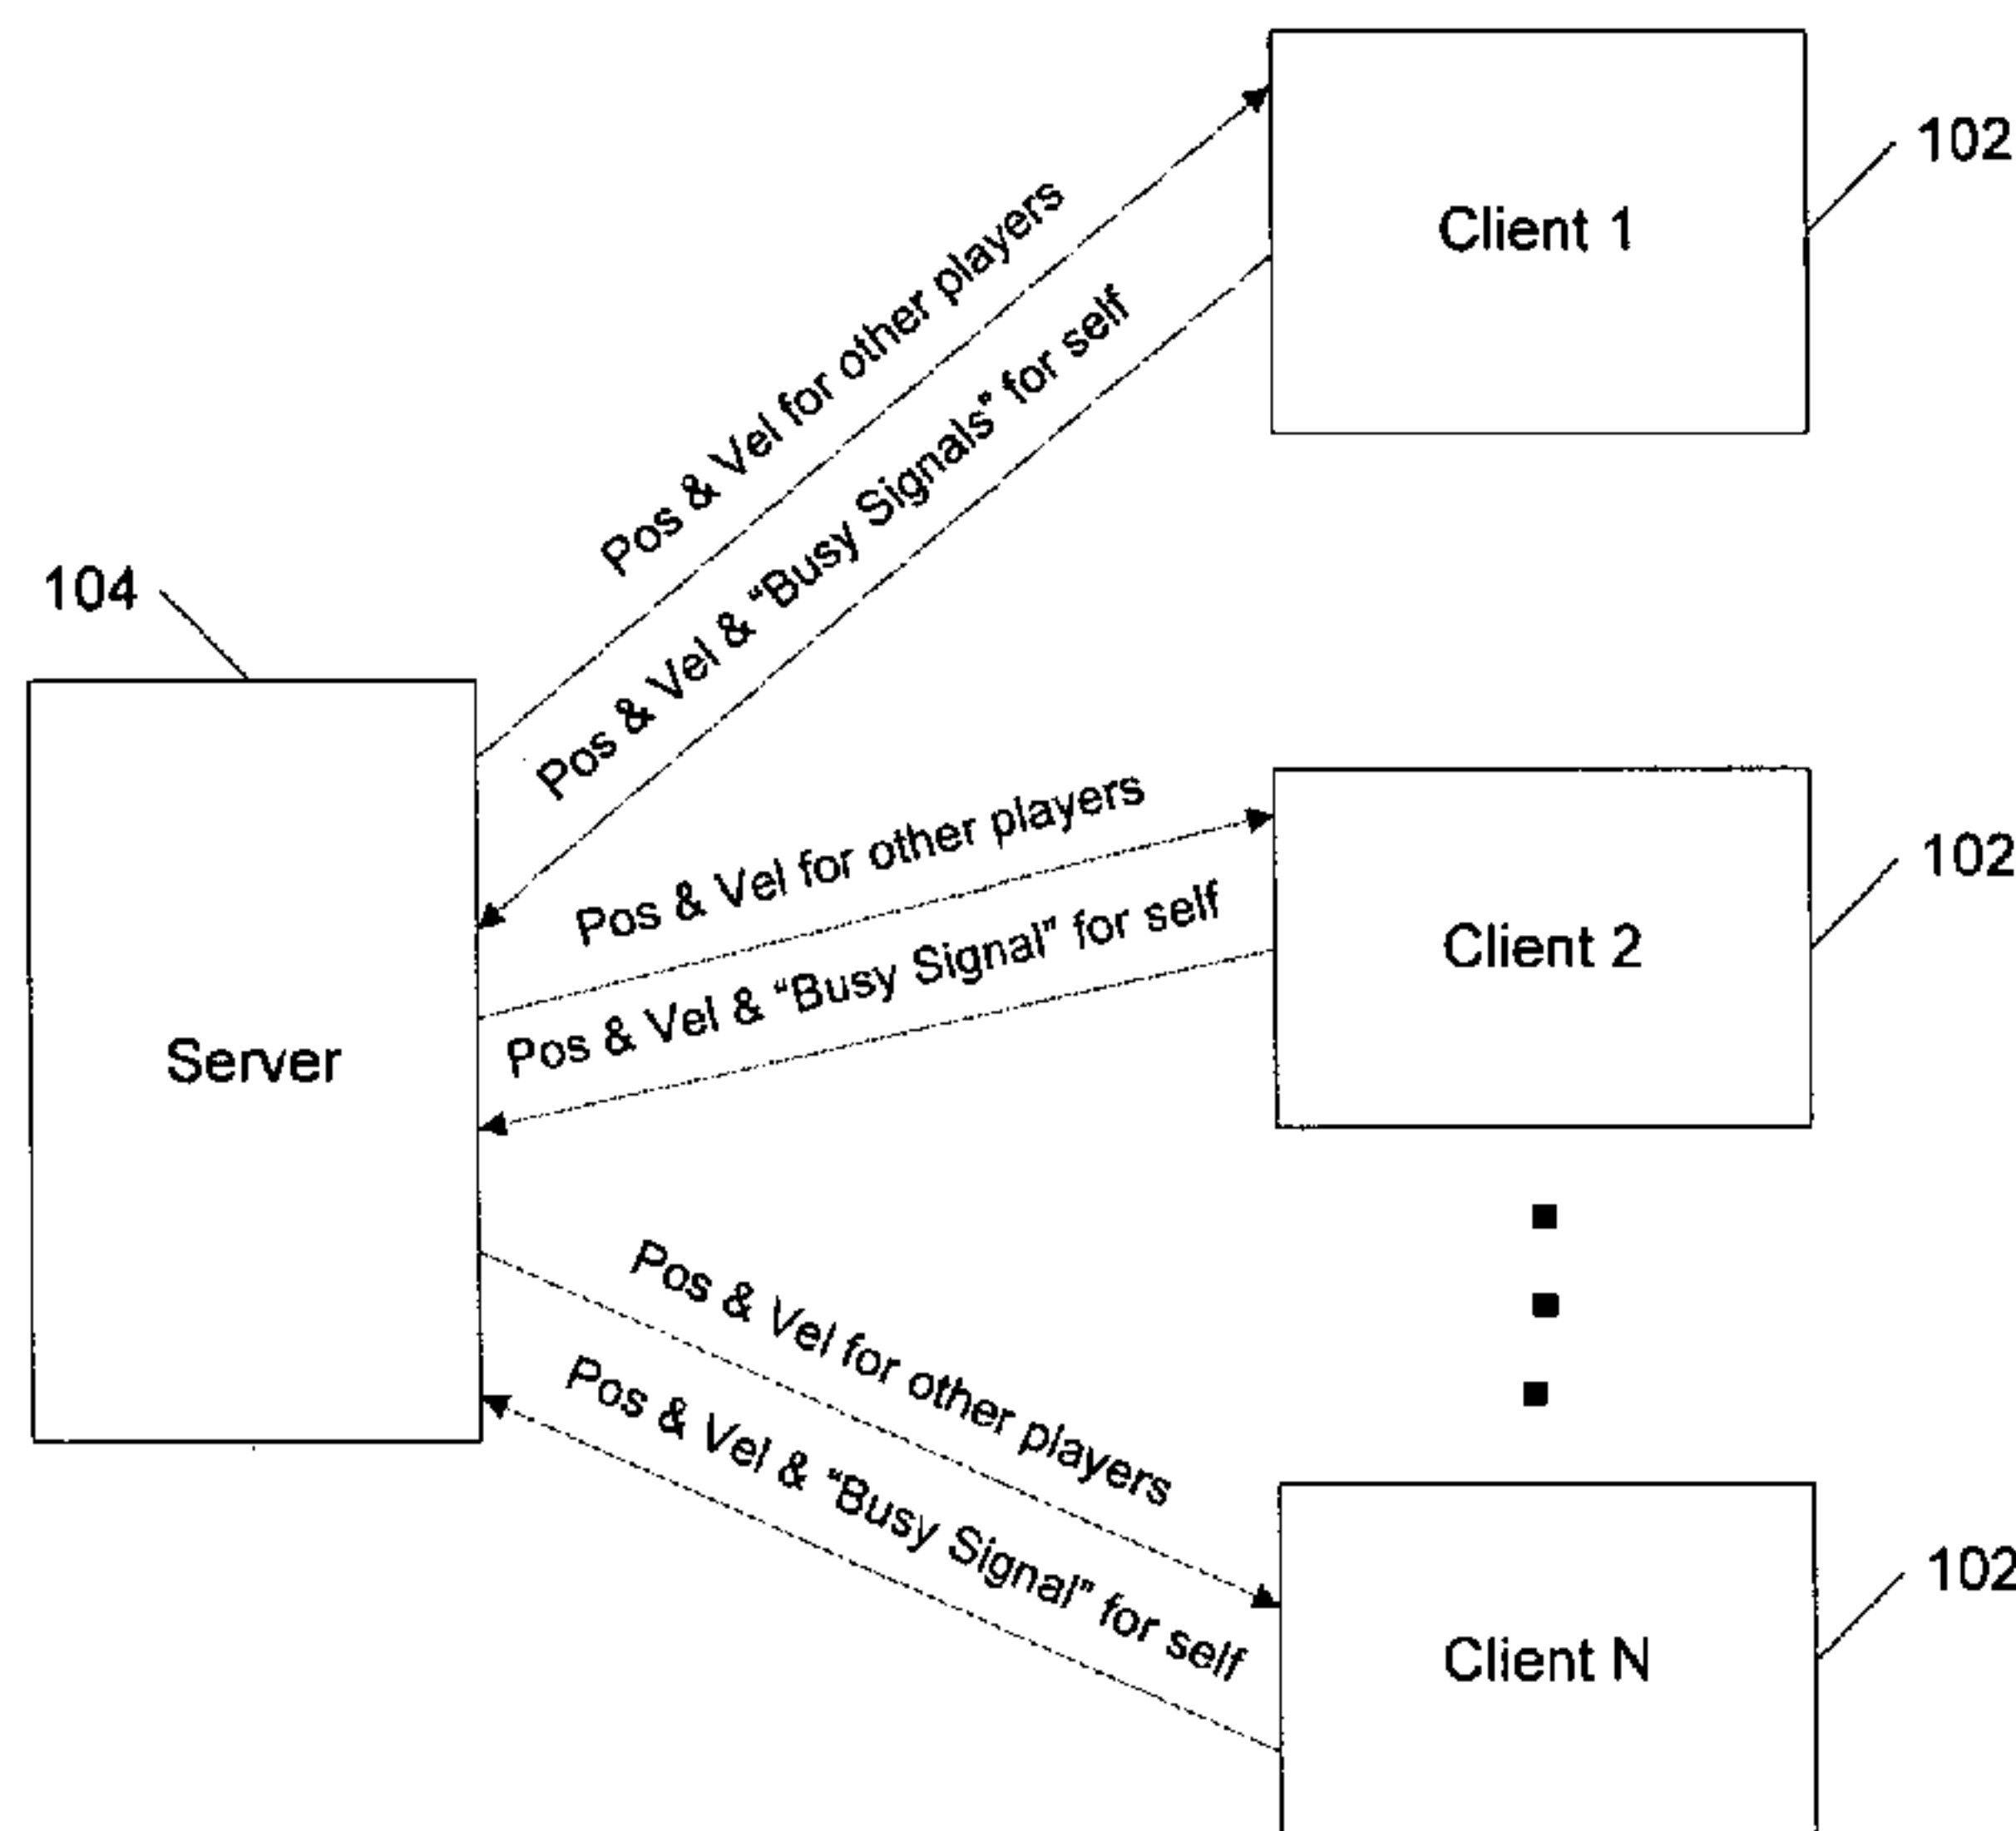 Client 1
102
Pos & Vel for other players
Pos & Vel & “Busy Signals” for self
104
Server
Pos & Vel for other players
Pos & Vel & “Busy Signal” for self
Client 2
102
Pos & Vel for other players
Pos & Vel & “Busy Signal” for self
Client N
102